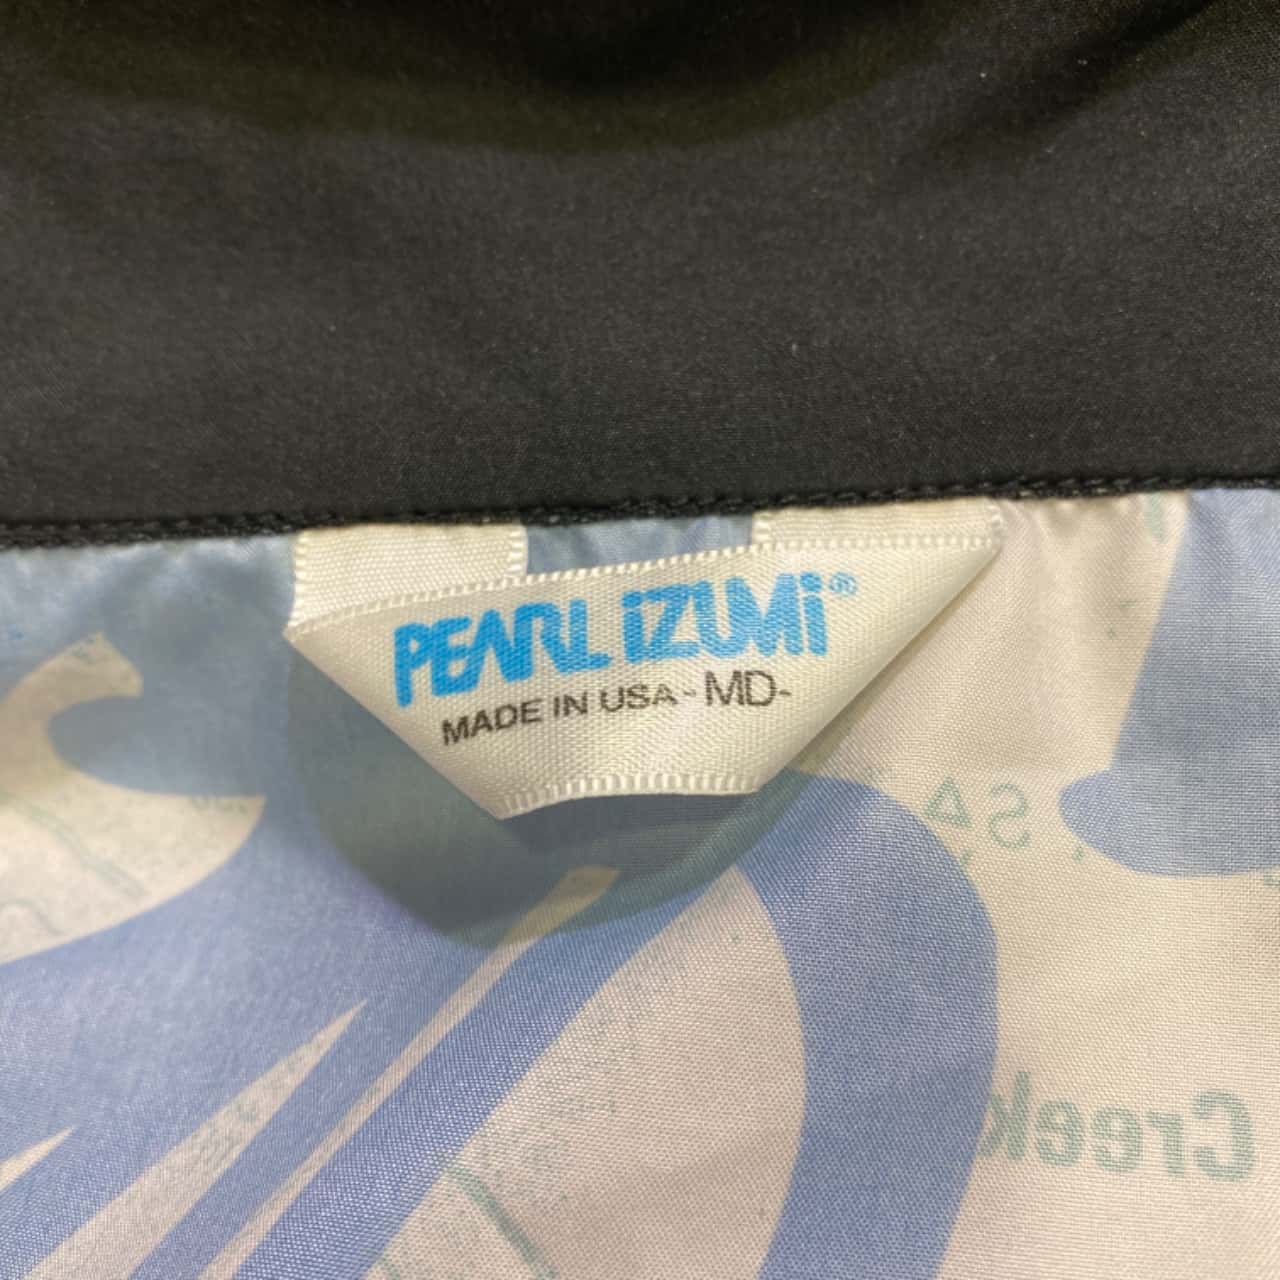 PEARL iZUMi®
MADE IN USA -MD-
Creek